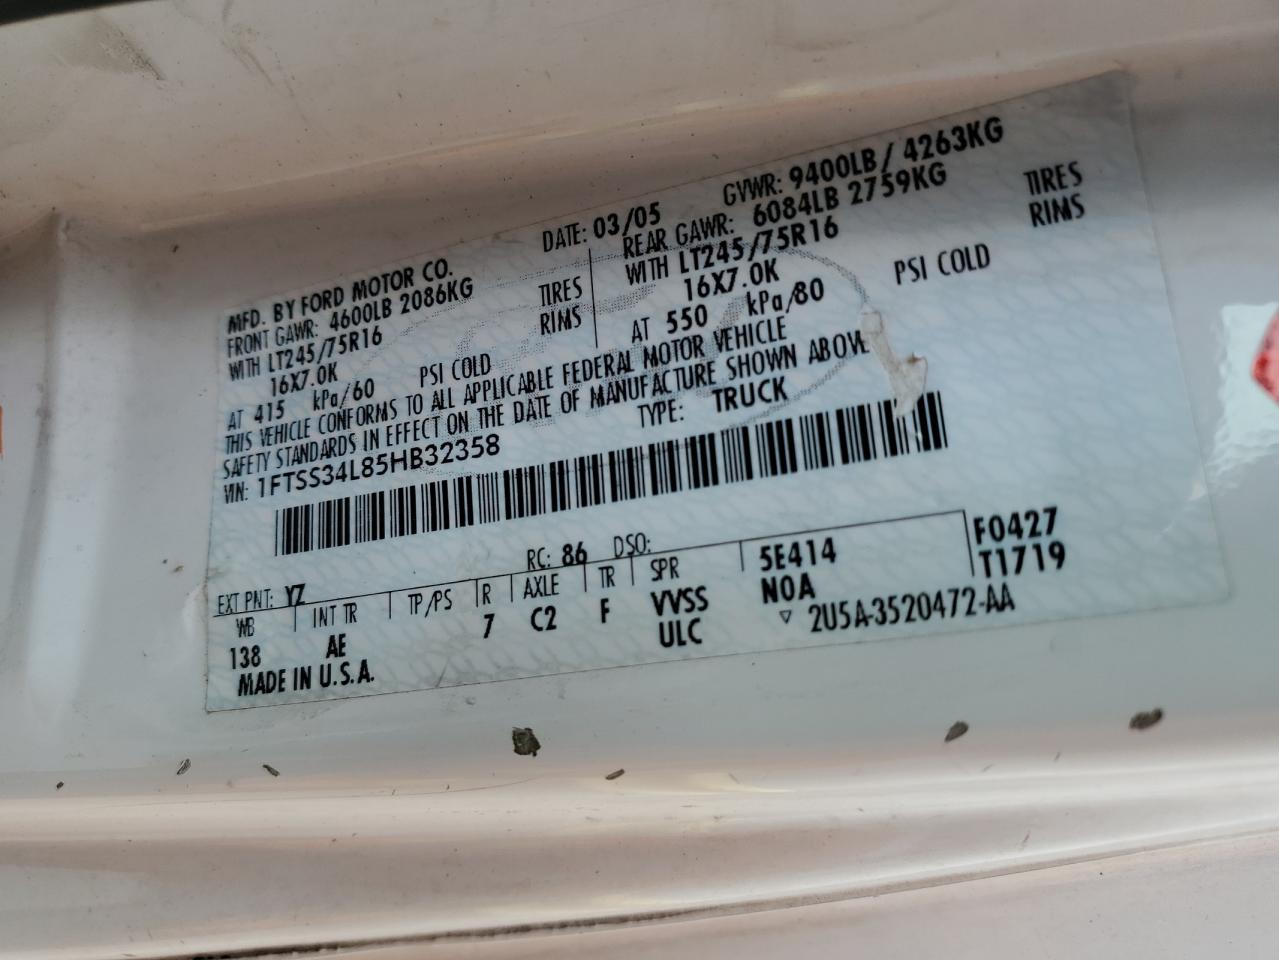 MFD. BY FORD MOTOR CO.
DATE: 03/05 GVWR: 9400LB / 4263KG
FRONT GAWR: 4600LB 2086KG REAR GAWR: 6084LB 2759KG
WITH LT245/75R16 TIRES WITH LT245/75R16 TIRES
16X7.0K RIMS 16X7.0K RIMS
AT 415 kPa/60 PSI COLD AT 550 kPa/80 PSI COLD
THIS VEHICLE CONFORMS TO ALL APPLICABLE FEDERAL MOTOR VEHICLE
SAFETY STANDARDS IN EFFECT ON THE DATE OF MANUFACTURE SHOWN ABOVE
VIN: 1FTSS34L85HB32358 TYPE: TRUCK
EXT PNT: YZ RC: 86 DSO:
WB INT TR TP/PS R AXLE TR SPR 5E414 F0427
138 AE 7 C2 F VVSS N0A T1719
ULC ▽ 2U5A-3520472-AA
MADE IN U.S.A.